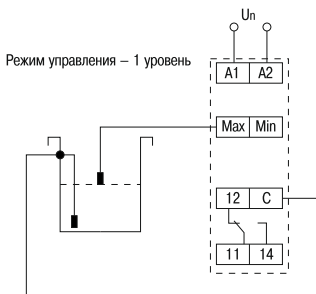 Un
Режим управления – 1 уровень
A1 A2
Max Min
12 C
11 14